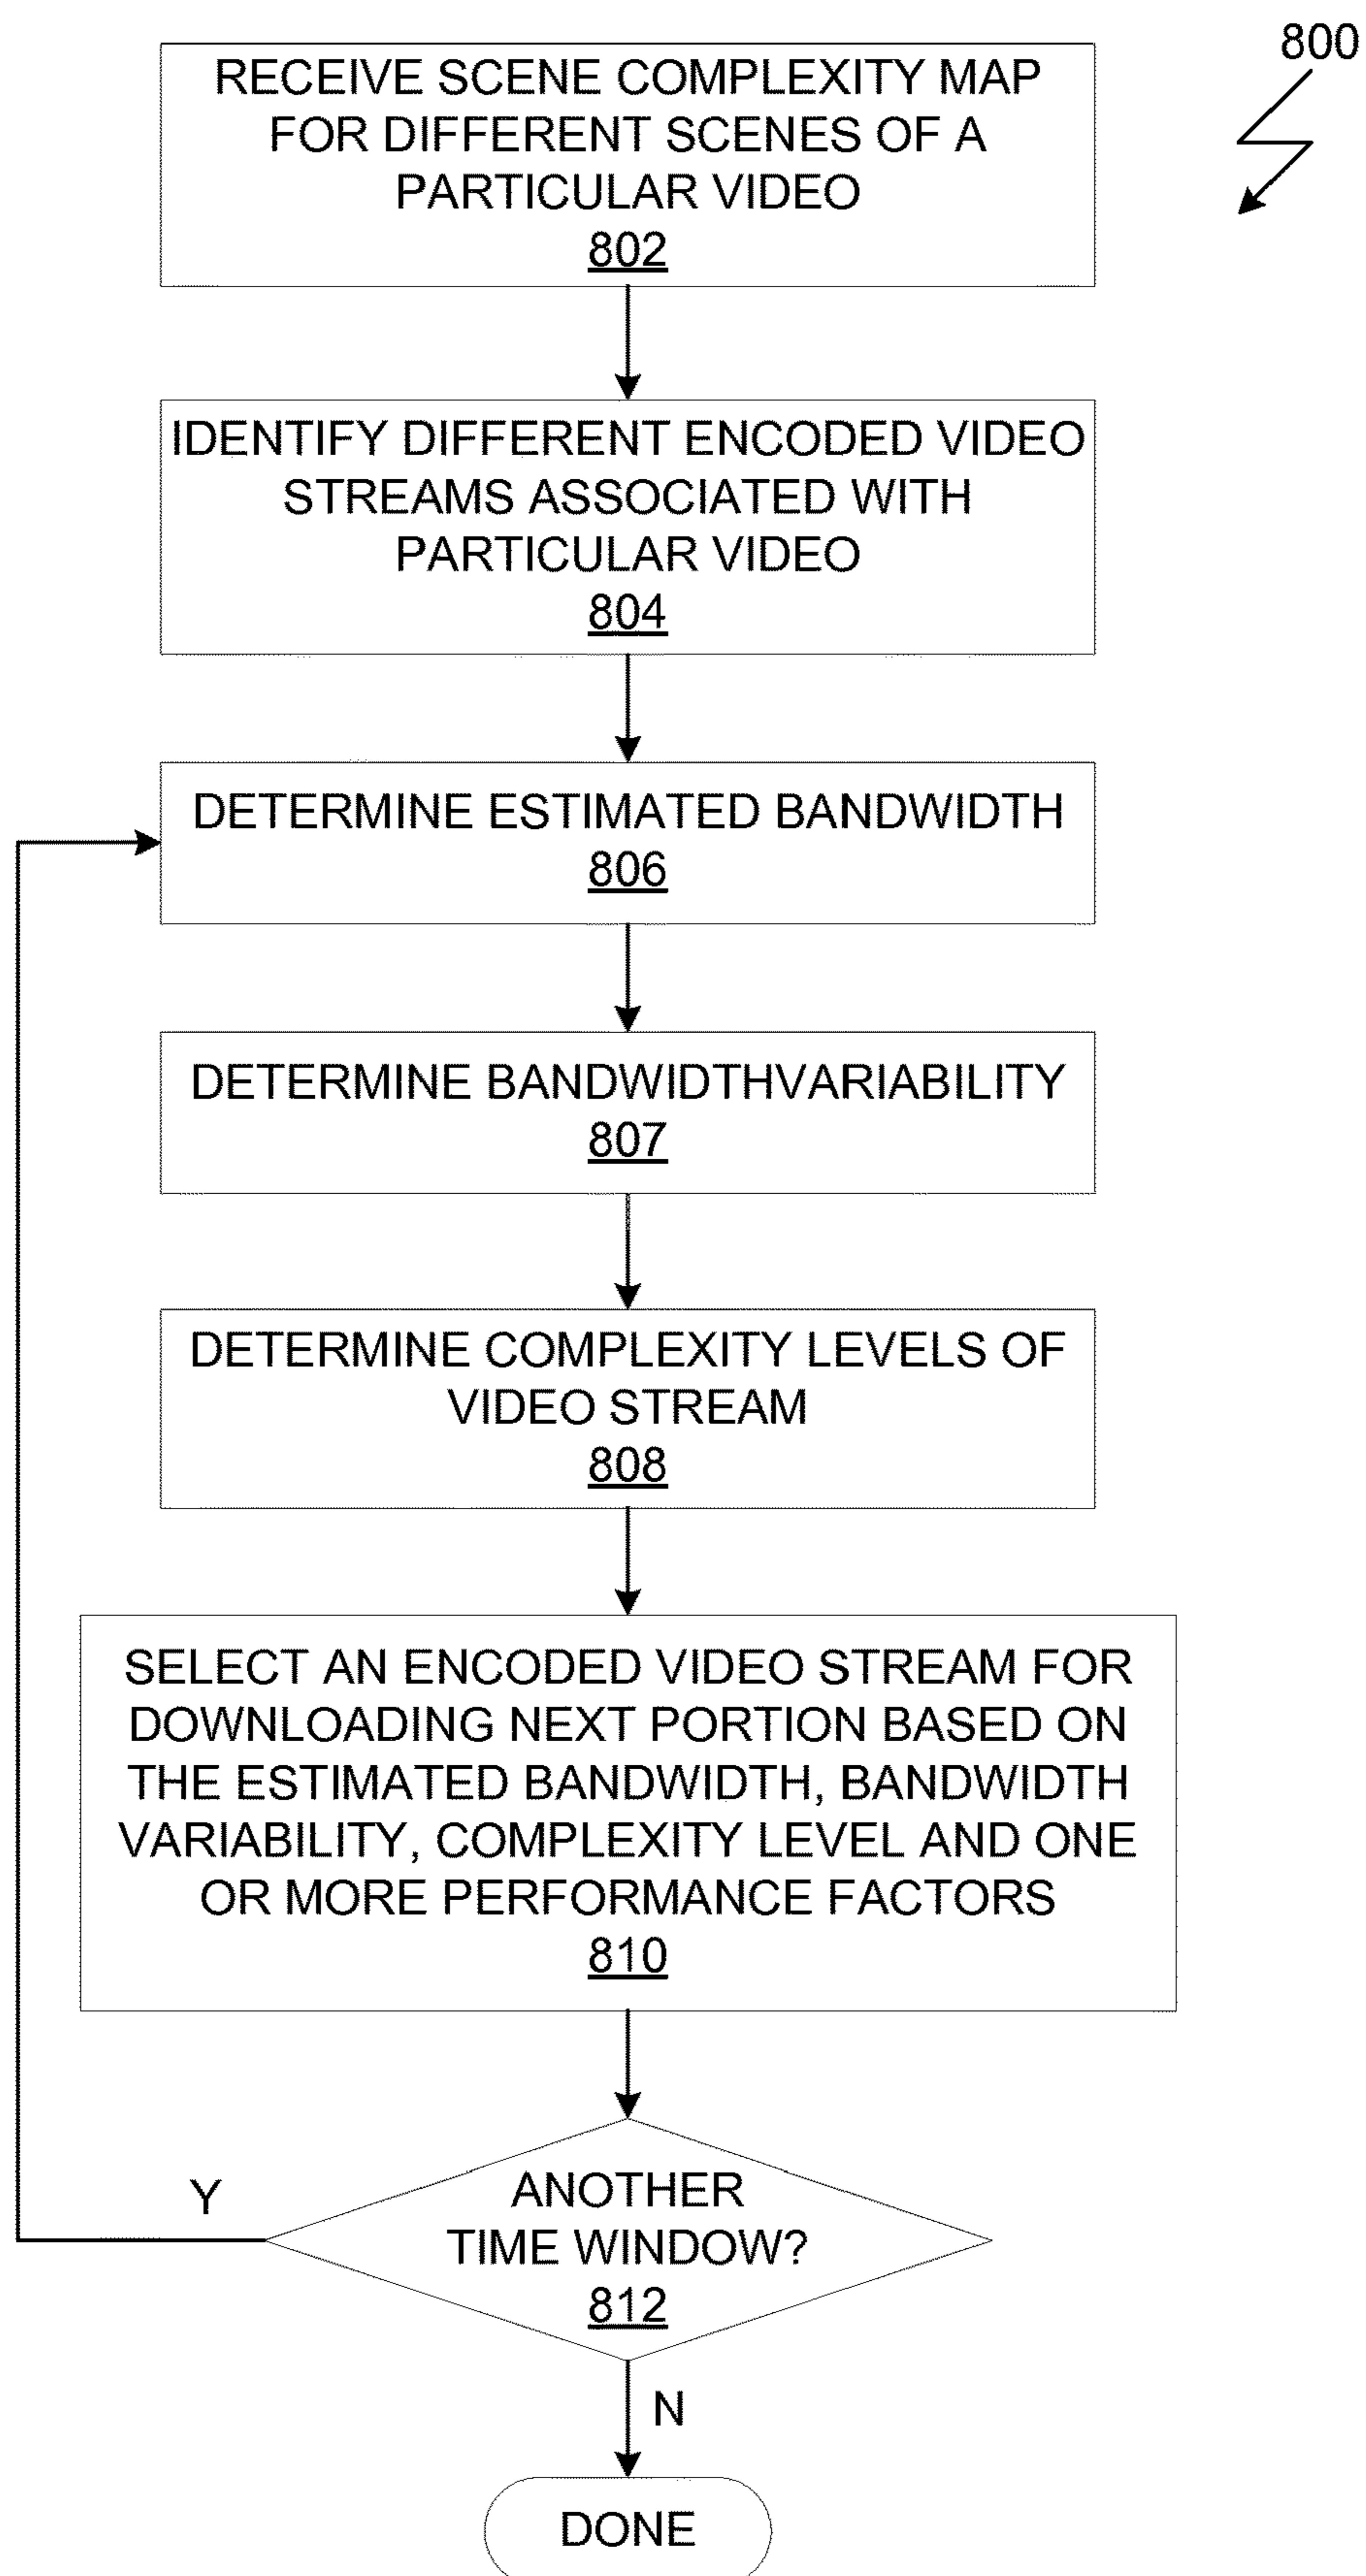 800
RECEIVE SCENE COMPLEXITY MAP
FOR DIFFERENT SCENES OF A
PARTICULAR VIDEO
802
IDENTIFY DIFFERENT ENCODED VIDEO
STREAMS ASSOCIATED WITH
PARTICULAR VIDEO
804
DETERMINE ESTIMATED BANDWIDTH
806
DETERMINE BANDWIDTHVARIABILITY
807
DETERMINE COMPLEXITY LEVELS OF
VIDEO STREAM
808
SELECT AN ENCODED VIDEO STREAM FOR
DOWNLOADING NEXT PORTION BASED ON
THE ESTIMATED BANDWIDTH, BANDWIDTH
VARIABILITY, COMPLEXITY LEVEL AND ONE
OR MORE PERFORMANCE FACTORS
810
Y
ANOTHER
TIME WINDOW?
812
N
DONE